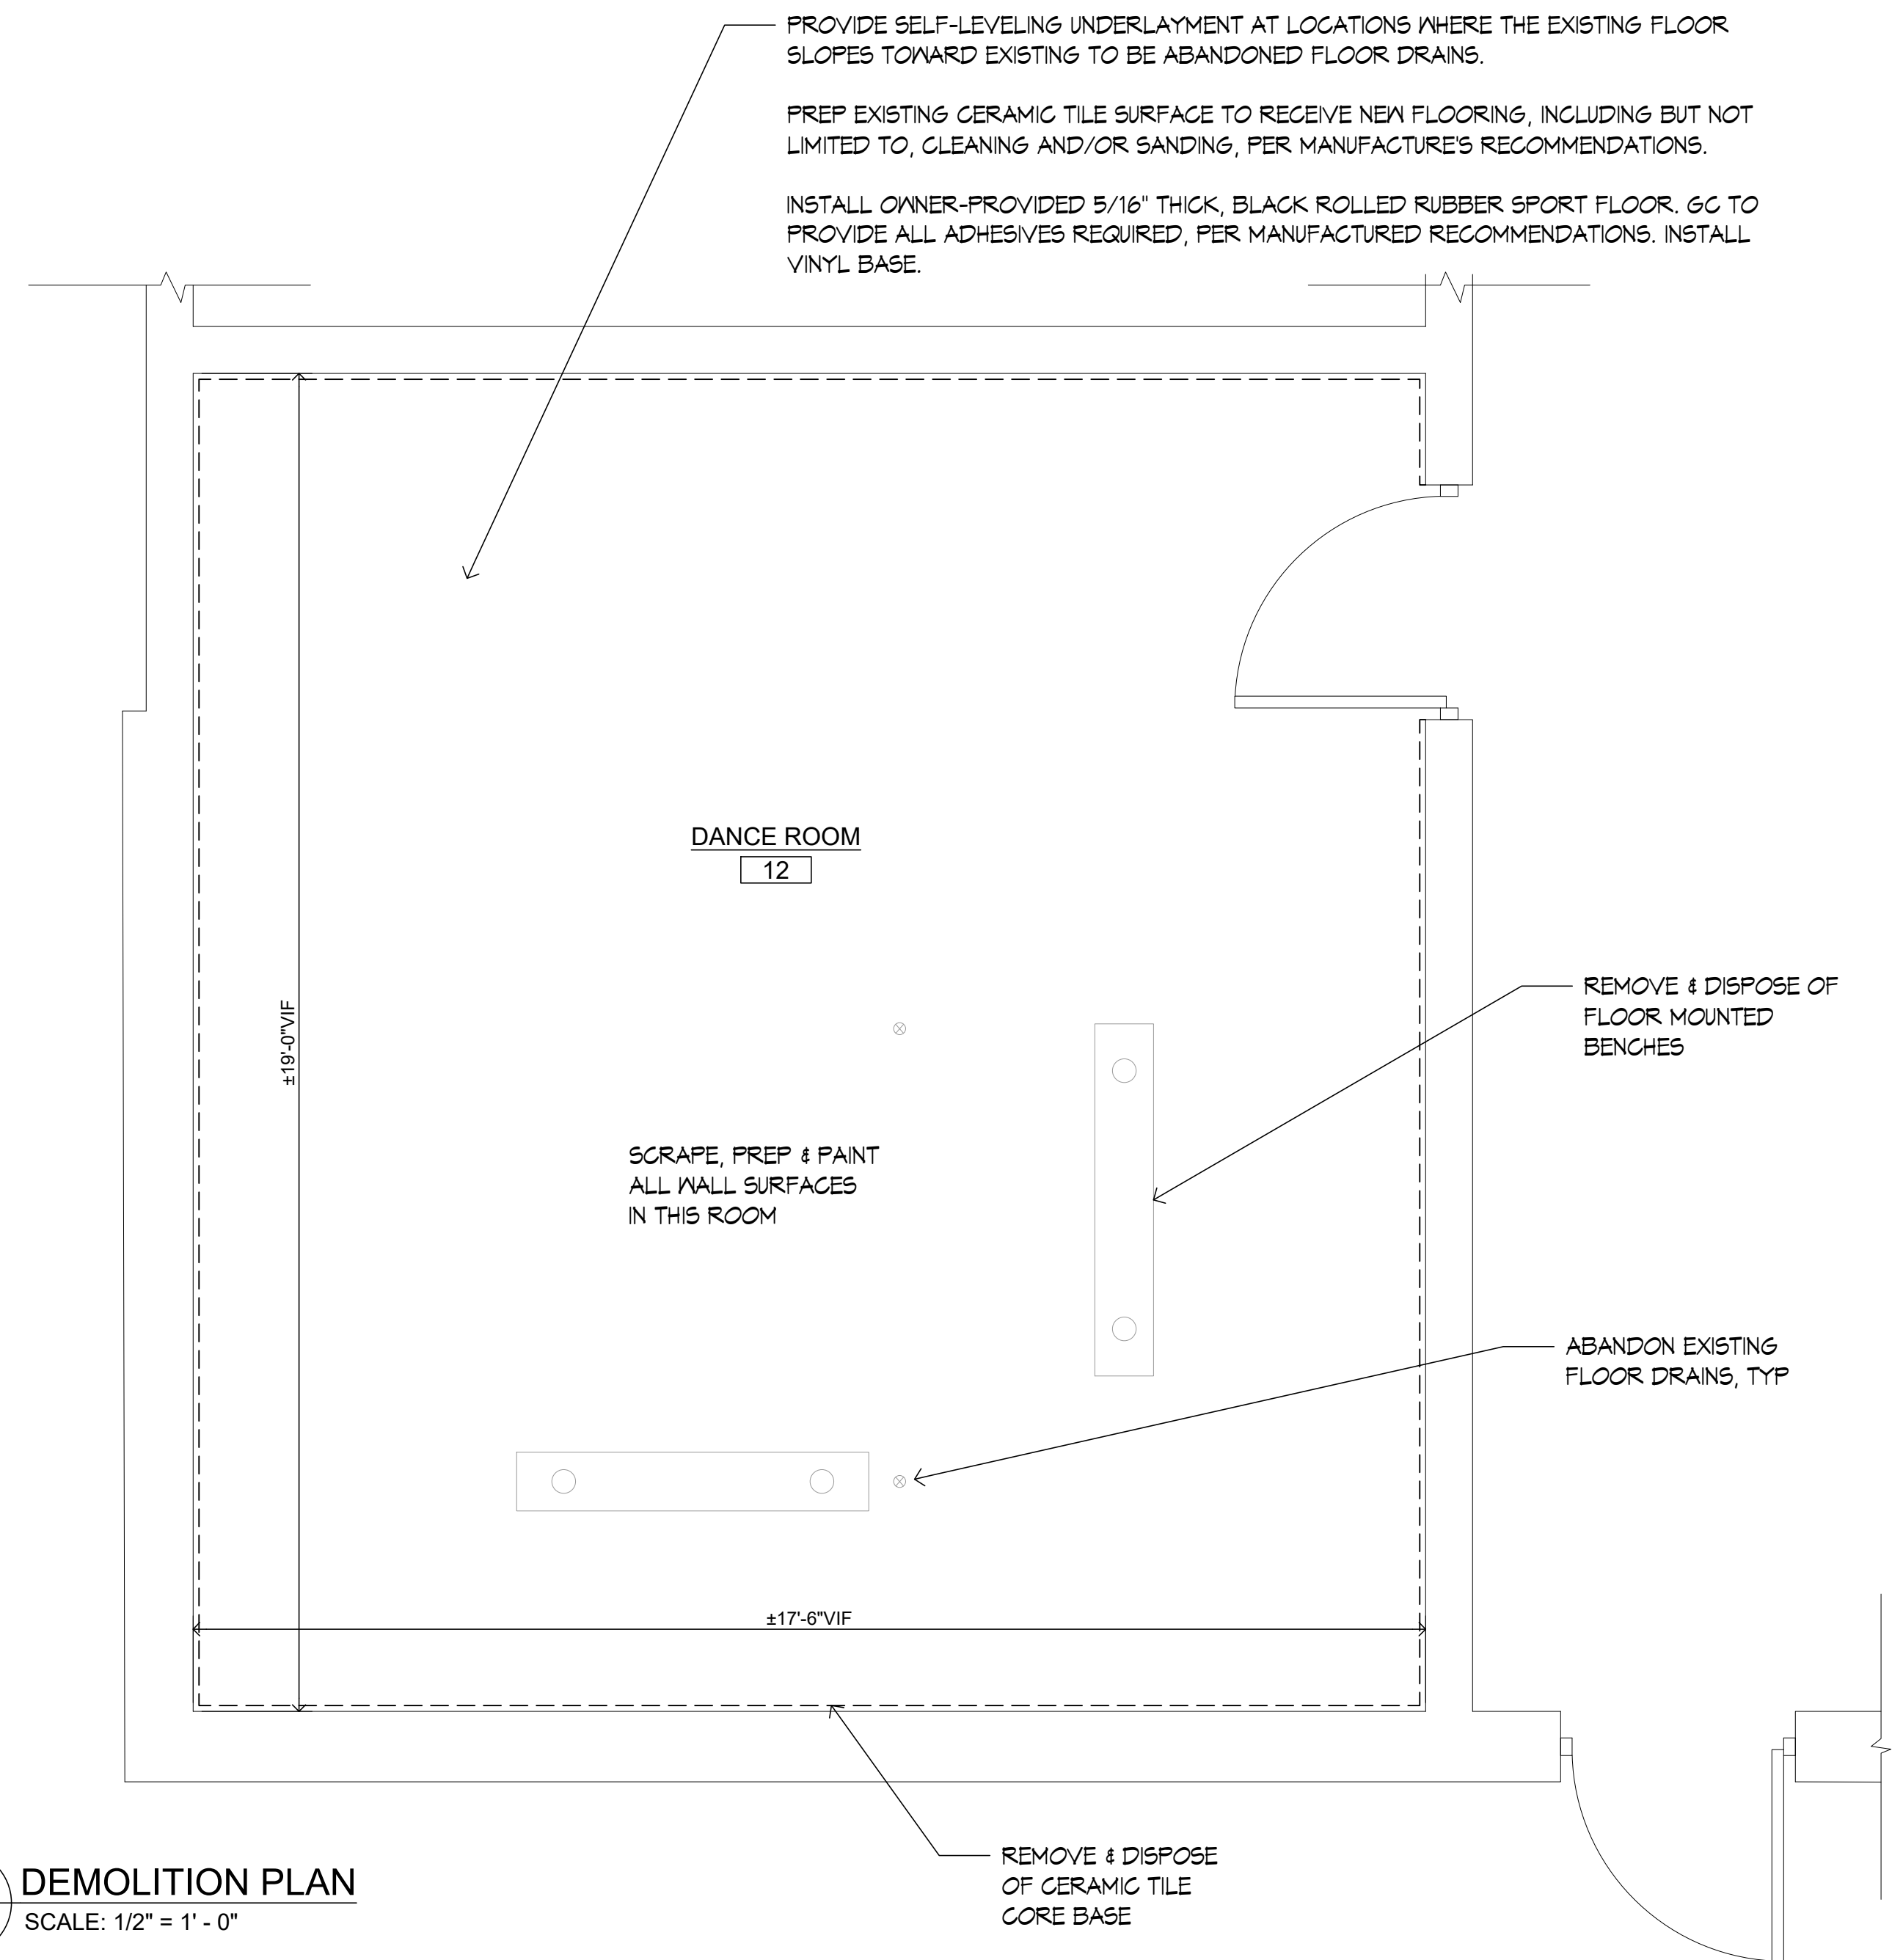 PROVIDE SELF-LEVELING UNDERLAYMENT AT LOCATIONS WHERE THE EXISTING FLOOR
SLOPES TOWARD EXISTING TO BE ABANDONED FLOOR DRAINS.
PREP EXISTING CERAMIC TILE SURFACE TO RECEIVE NEW FLOORING, INCLUDING BUT NOT
LIMITED TO, CLEANING AND/OR SANDING, PER MANUFACTURE'S RECOMMENDATIONS.
INSTALL OWNER-PROVIDED 5/16" THICK, BLACK ROLLED RUBBER SPORT FLOOR. GC TO
PROVIDE ALL ADHESIVES REQUIRED, PER MANUFACTURED RECOMMENDATIONS. INSTALL
VINYL BASE.
DANCE ROOM
12
±19'-0"VIF
REMOVE & DISPOSE OF
FLOOR MOUNTED
BENCHES
SCRAPE, PREP & PAINT
ALL WALL SURFACES
IN THIS ROOM
ABANDON EXISTING
FLOOR DRAINS, TYP
±17'-6"VIF
REMOVE & DISPOSE
OF CERAMIC TILE
CORE BASE
DEMOLITION PLAN
SCALE: 1/2" = 1' - 0"